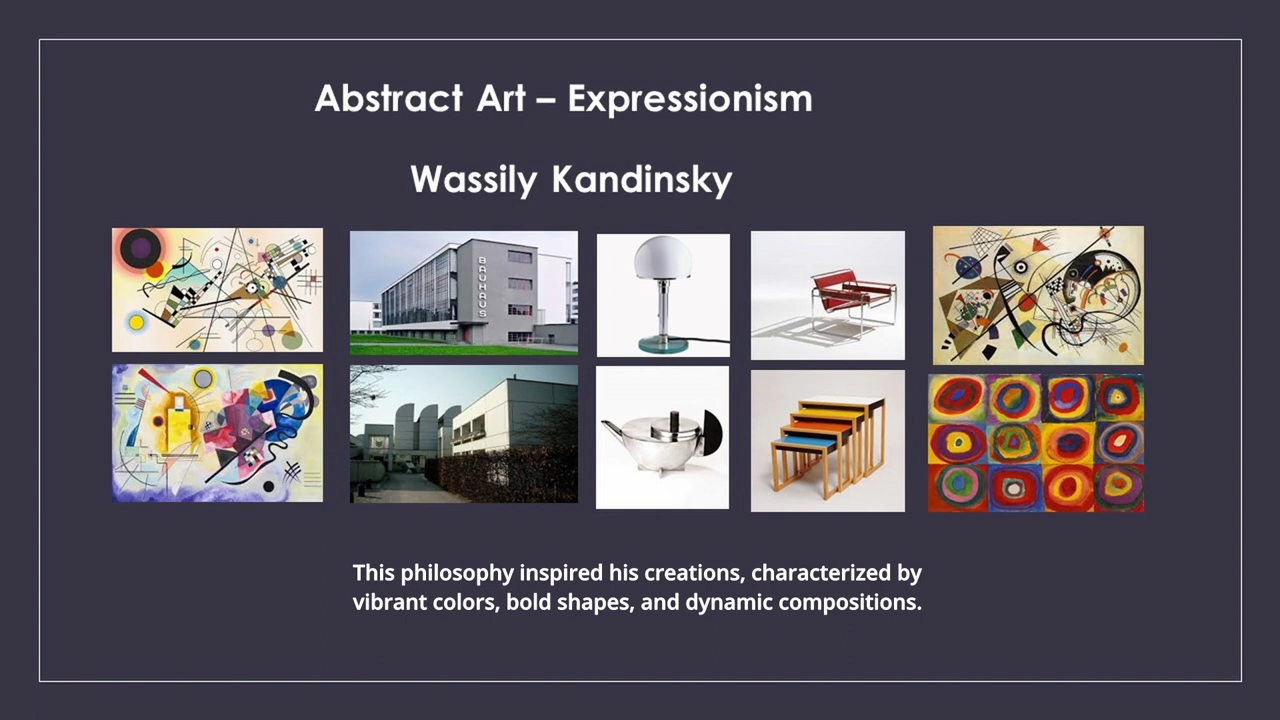 Abstract Art – Expressionism
Wassily Kandinsky
BAUHAUS
This philosophy inspired his creations, characterized by
vibrant colors, bold shapes, and dynamic compositions.